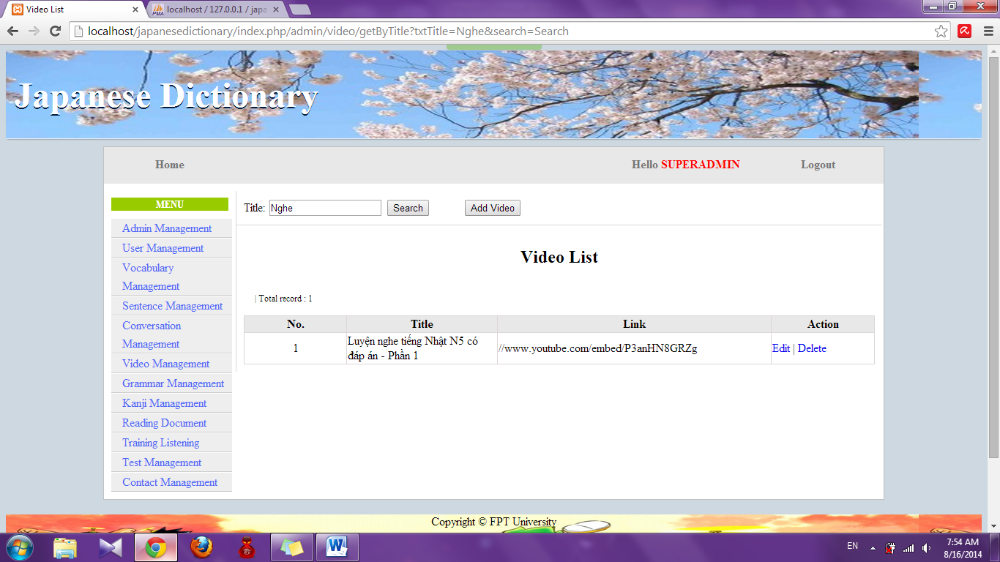 Video List
localhost / 127.0.0.1 / japa
localhost/japanesedictionary/index.php/admin/video/getByTitle?txtTitle=Nghe&search=Search
Japanese Dictionary
Home
Hello SUPERADMIN
Logout
MENU
Admin Management
User Management
Vocabulary
Management
Sentence Management
Conversation
Management
Video Management
Grammar Management
Kanji Management
Reading Document
Training Listening
Test Management
Contact Management
Title: Nghe Search Add Video
Video List
| Total record : 1
No. Title Link Action
1 Luyện nghe tiếng Nhật N5 có //www.youtube.com/embed/P3anHN8GRZg Edit | Delete
đáp án - Phần 1
Copyright © FPT University
EN
7:54 AM
8/16/2014